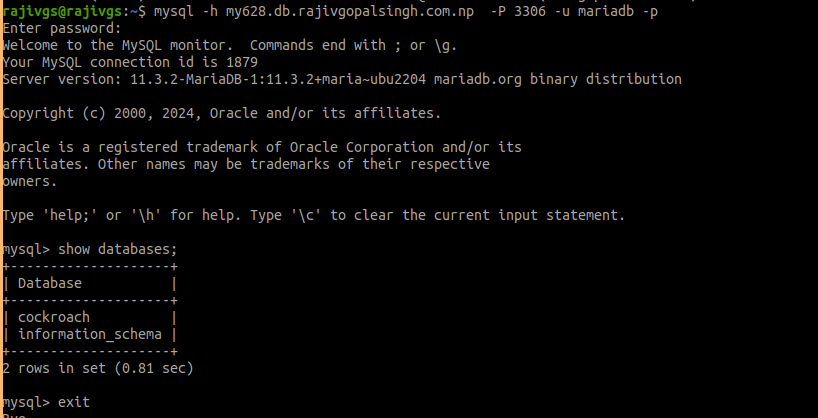 rajivgs@rajivgs:~$ mysql -h my628.db.rajivgopalsingh.com.np  -P 3306 -u mariadb -p
Enter password:
Welcome to the MySQL monitor.  Commands end with ; or \g.
Your MySQL connection id is 1879
Server version: 11.3.2-MariaDB-1:11.3.2+maria~ubu2204 mariadb.org binary distribution
Copyright (c) 2000, 2024, Oracle and/or its affiliates.
Oracle is a registered trademark of Oracle Corporation and/or its
affiliates. Other names may be trademarks of their respective
owners.
Type 'help;' or '\h' for help. Type '\c' to clear the current input statement.
mysql> show databases;
+--------------------+
| Database           |
+--------------------+
| cockroach          |
| information_schema |
+--------------------+
2 rows in set (0.81 sec)
mysql> exit
Bye